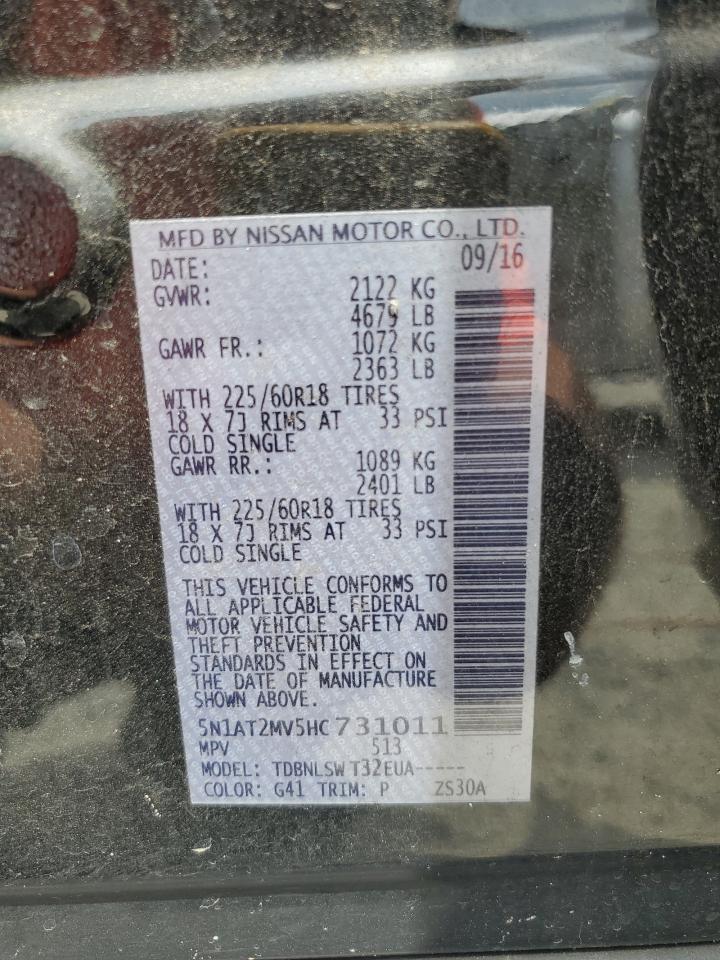 MFD BY NISSAN MOTOR CO., LTD.
DATE: 09/16
GVWR: 2122 KG
4679 LB
GAWR FR.: 1072 KG
2363 LB
WITH 225/60R18 TIRES
18 X 7J RIMS AT 33 PSI
COLD SINGLE
GAWR RR.: 1089 KG
2401 LB
WITH 225/60R18 TIRES
18 X 7J RIMS AT 33 PSI
COLD SINGLE
THIS VEHICLE CONFORMS TO
ALL APPLICABLE FEDERAL
MOTOR VEHICLE SAFETY AND
THEFT PREVENTION
STANDARDS IN EFFECT ON
THE DATE OF MANUFACTURE
SHOWN ABOVE.
5N1AT2MV5HC731011
MPV 513
MODEL: TDBNLSW T32EUA-----
COLOR: G41 TRIM: P ZS30A